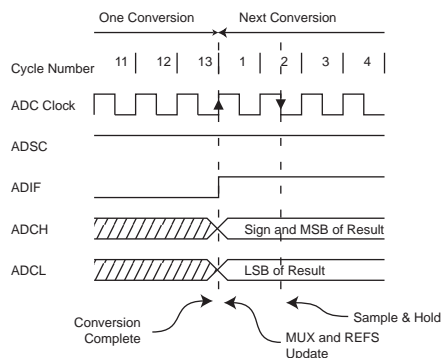 One Conversion
Next Conversion
Cycle Number
11 12 13 1 2 3 4
ADC Clock
ADSC
ADIF
ADCH
Sign and MSB of Result
ADCL
LSB of Result
Conversion
Complete
MUX and REFS
Update
Sample & Hold